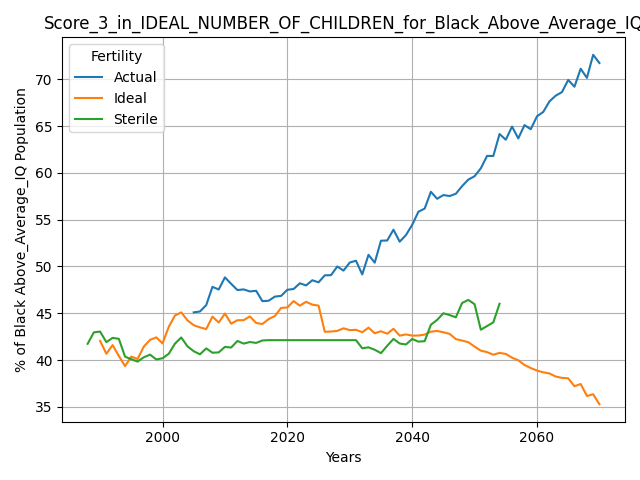 Score_3_in_IDEAL_NUMBER_OF_CHILDREN_for_Black_Above_Average_IQ
Fertility
Actual
Ideal
Sterile
% of Black Above_Average_IQ Population
70
65
60
55
50
45
40
35
2000
2020
2040
2060
Years